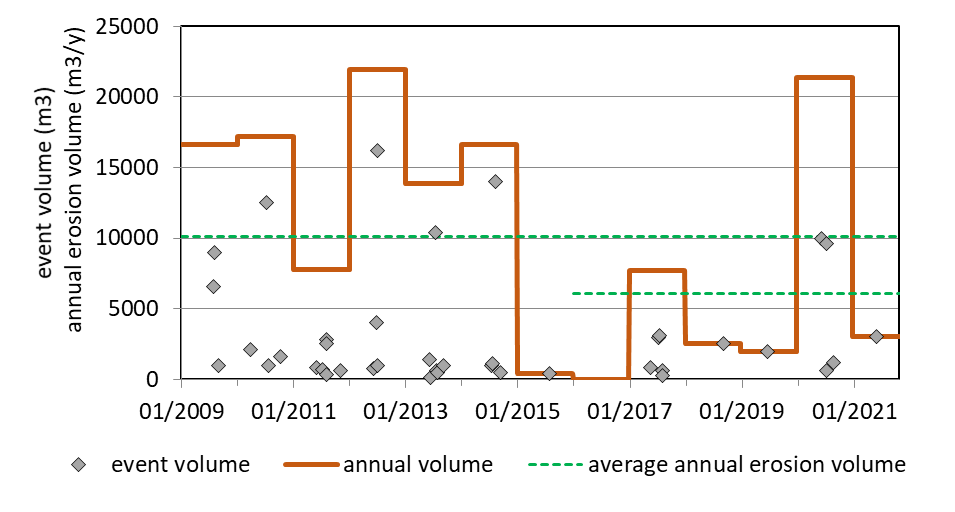 event volume (m3)
annual erosion volume (m3/y)
25000
20000
15000
10000
5000
0
01/2009 01/2011 01/2013 01/2015 01/2017 01/2019 01/2021
event volume annual volume average annual erosion volume